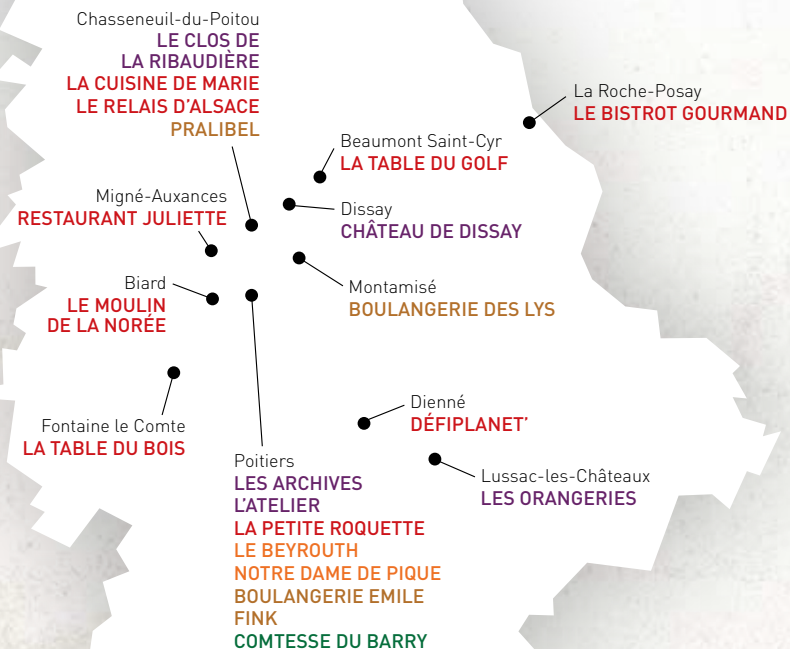 Chasseneuil-du-Poitou
LE CLOS DE
LA RIBAUDIÈRE
LA CUISINE DE MARIE
LE RELAIS D'ALSACE
PRALIBEL
La Roche-Posay
LE BISTROT GOURMAND
Beaumont Saint-Cyr
LA TABLE DU GOLF
Migné-Auxances
RESTAURANT JULIETTE
Dissay
CHÂTEAU DE DISSAY
Biard
LE MOULIN
DE LA NORÉE
Montamisé
BOULANGERIE DES LYS
Fontaine le Comte
LA TABLE DU BOIS
Dienné
DÉFIPLANET'
Poitiers
LES ARCHIVES
L'ATELIER
LA PETITE ROQUETTE
LE BEYROUTH
NOTRE DAME DE PIQUE
BOULANGERIE EMILE
FINK
COMTESSE DU BARRY
Lussac-les-Châteaux
LES ORANGERIES